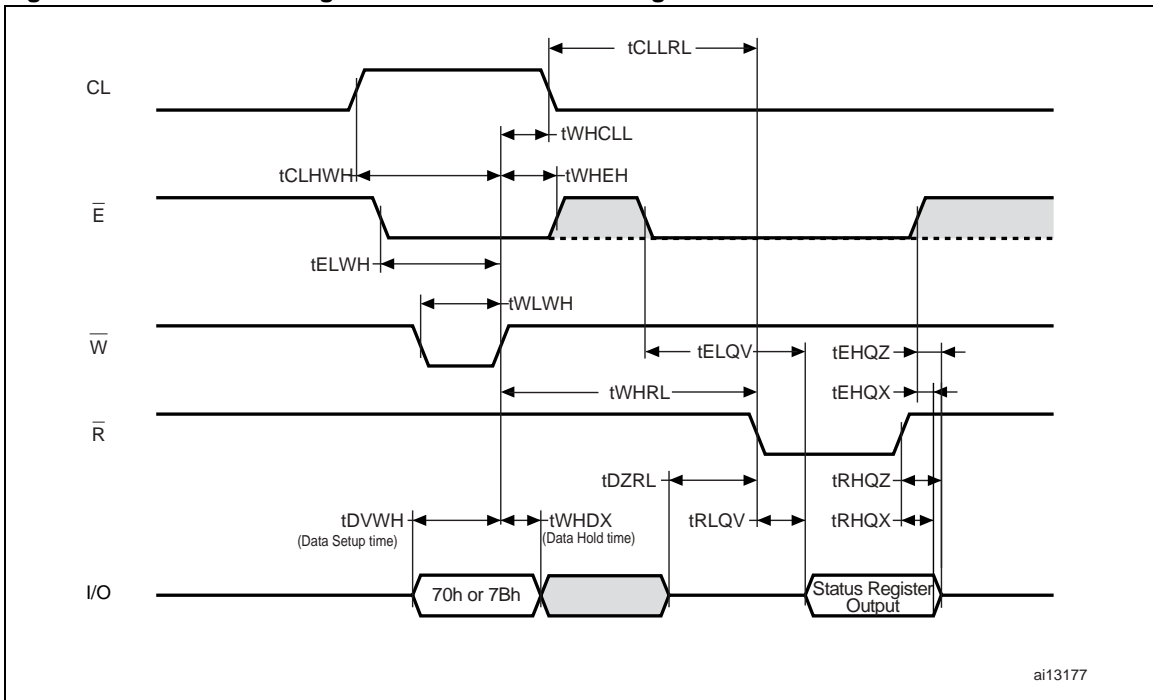 tCLLRL
CL
tWHCLL
tCLHWH
tWHEH
E
tELWH
tWLWH
W
tELQV
tEHQZ
tWHRL
tEHQX
R
tDZRL
tRHQZ
tDVWH
(Data Setup time)
tWHDX
(Data Hold time)
tRLQV
tRHQX
I/O
70h or 7Bh
Status Register
Output
ai13177